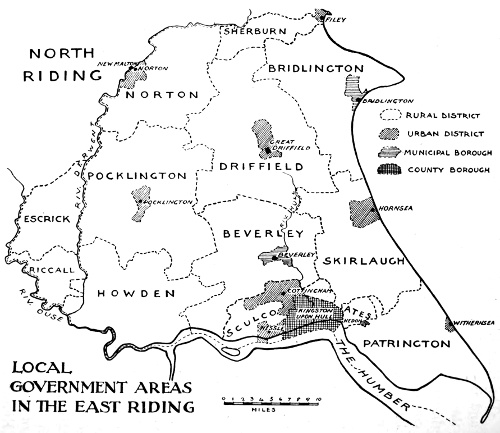 FILEY
SHERBURN
NORTH
RIDING
NEW MALTON
NORTON
BRIDLINGTON
NORTON
BRIDLINGTON
RURAL DISTRICT
URBAN DISTRICT
MUNICIPAL BOROUGH
COUNTY BOROUGH
RIV. DARWENT
GREAT
DRIFFIELD
DRIFFIELD
POCKLINGTON
POCKLINGTON
HORNSEA
ESCRICK
BEVERLEY
BEVERLEY
SKIRLAUGH
RICCALL
RIV. OUSE
HOWDEN
COTTINGHAM
KINGSTON
UPON HULL
SCULCOATES
HEDON
HESSLE
WITHERNSEA
PATRINGTON
THE HUMBER
LOCAL
GOVERNMENT AREAS
IN THE EAST RIDING
0 1 2 3 4 5 6 7 8 9 10
MILES